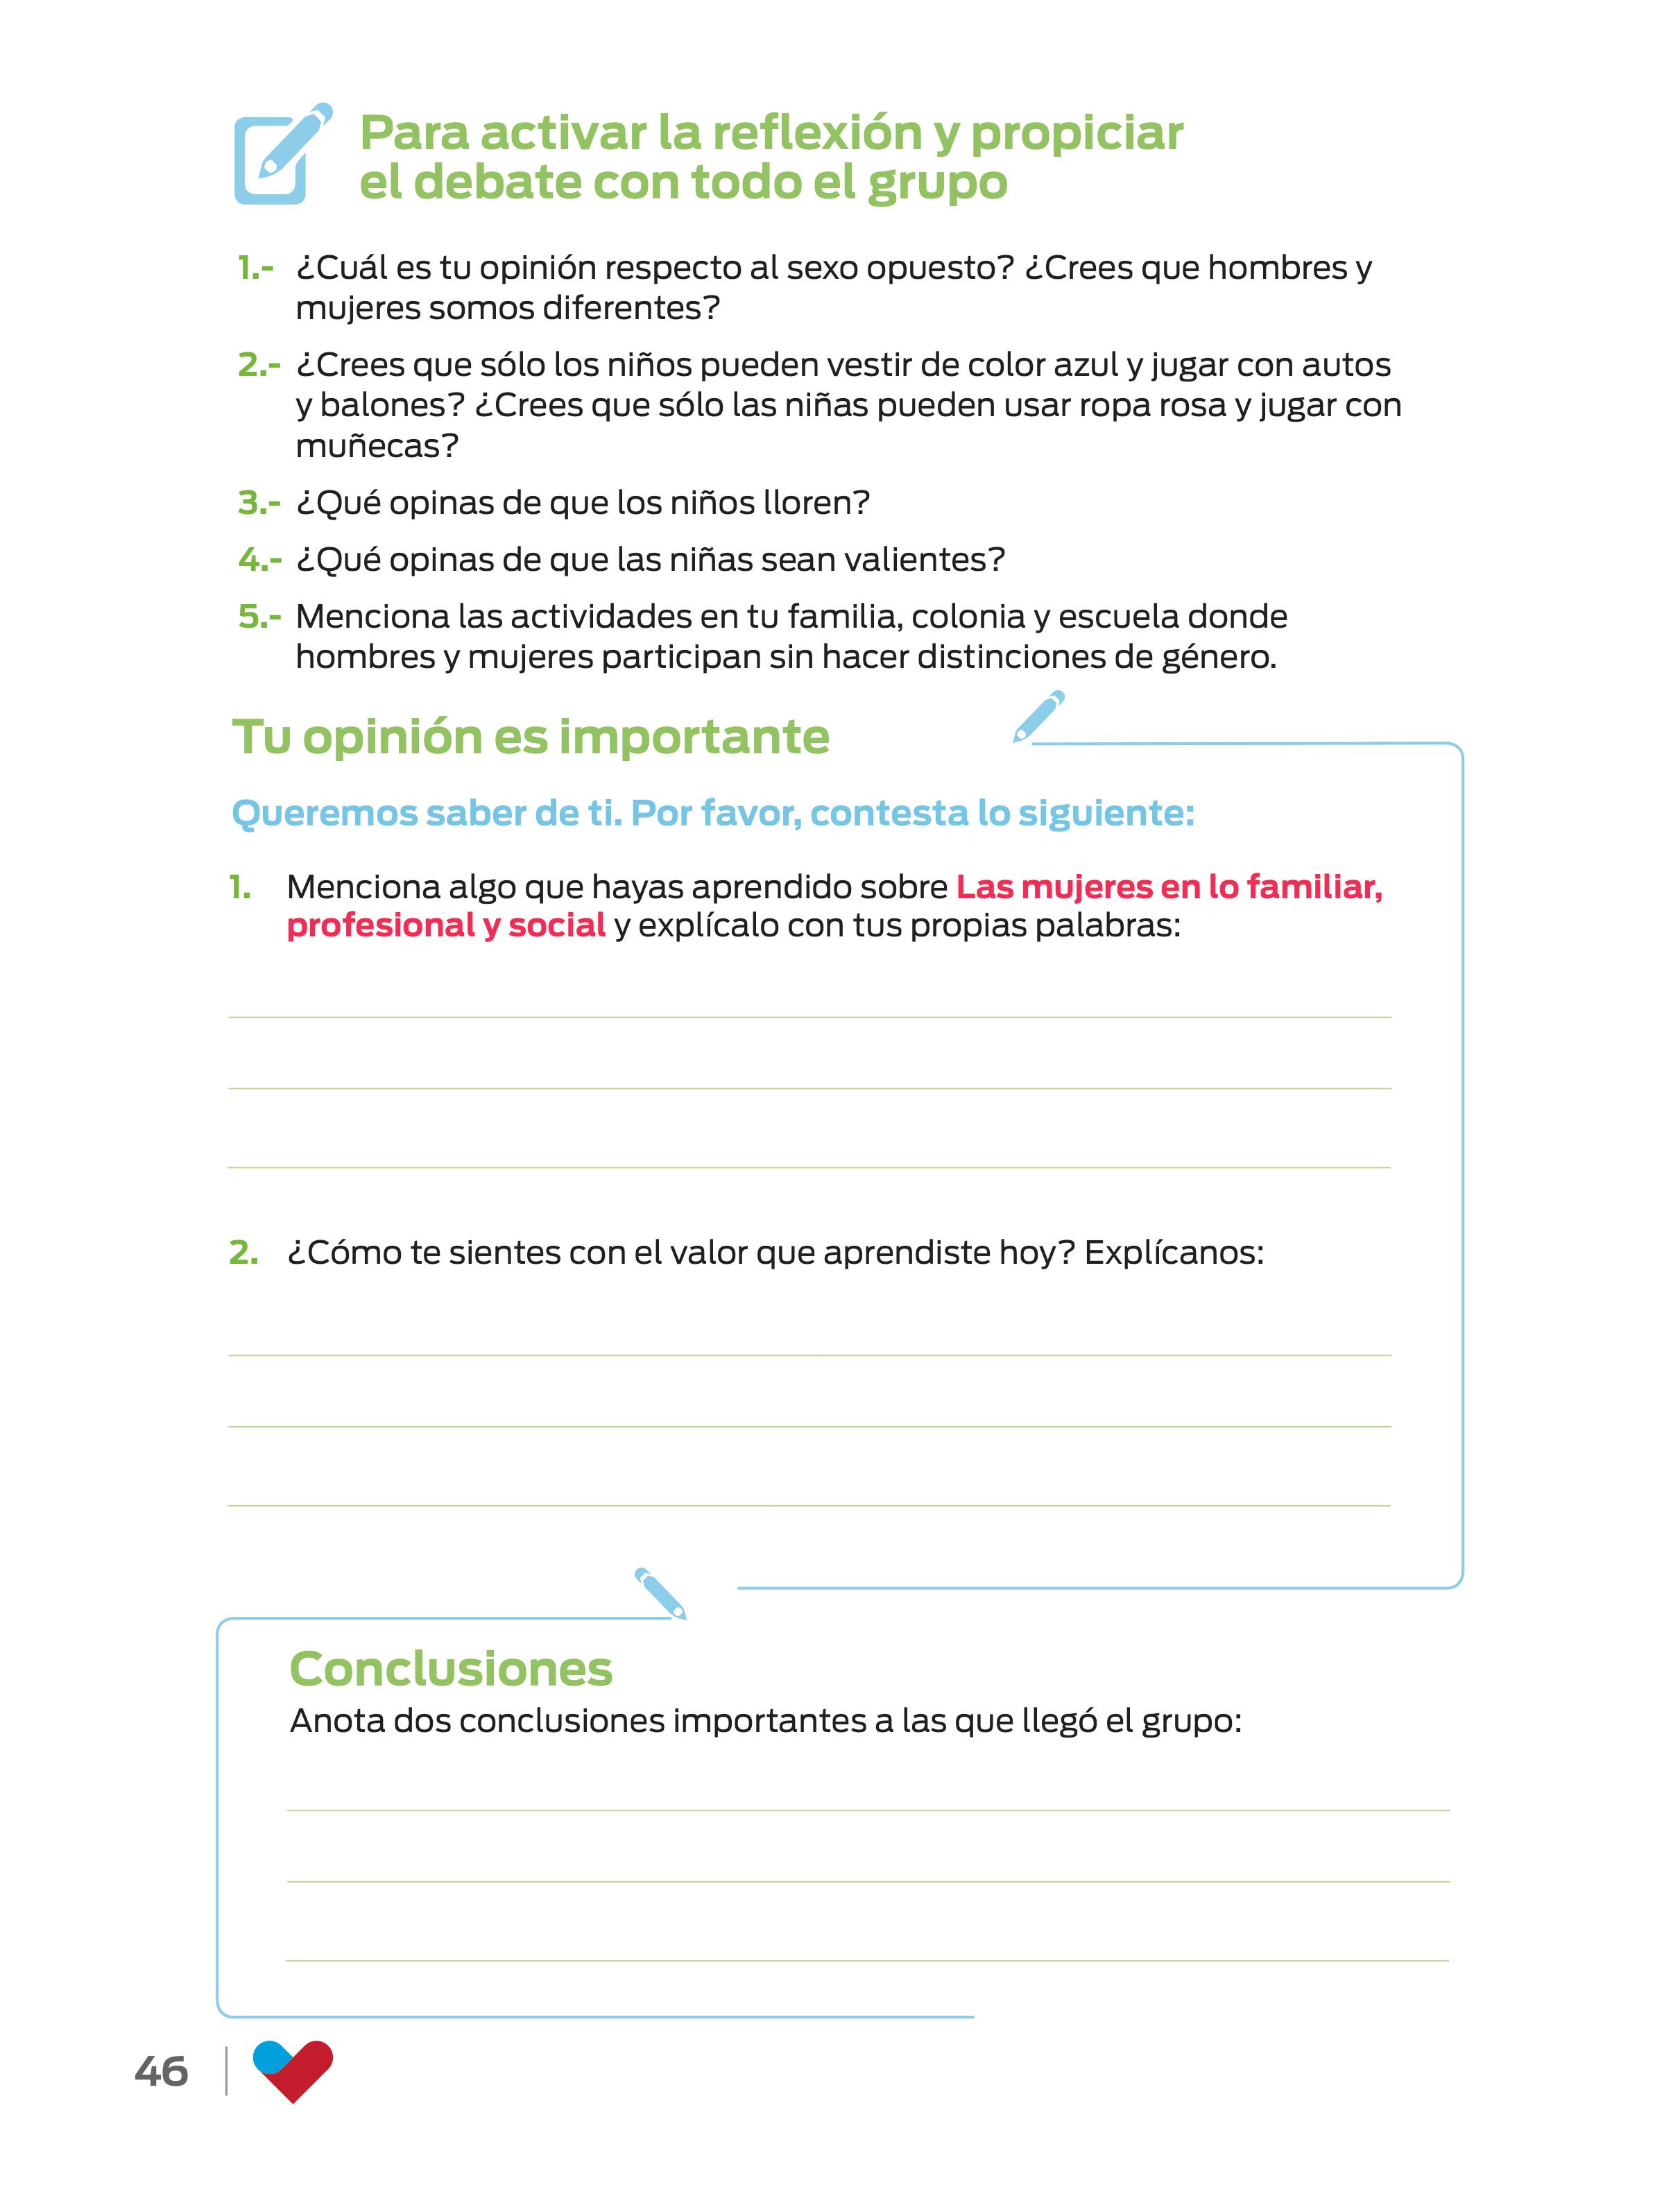 Para activar la reflexión y propiciar
el debate con todo el grupo
1.- ¿Cuál es tu opinión respecto al sexo opuesto? ¿Crees que hombres y
mujeres somos diferentes?
2.- ¿Crees que sólo los niños pueden vestir de color azul y jugar con autos
y balones? ¿Crees que sólo las niñas pueden usar ropa rosa y jugar con
muñecas?
3.- ¿Qué opinas de que los niños lloren?
4.- ¿Qué opinas de que las niñas sean valientes?
5.- Menciona las actividades en tu familia, colonia y escuela donde
hombres y mujeres participan sin hacer distinciones de género.
Tu opinión es importante
Queremos saber de ti. Por favor, contesta lo siguiente:
1. Menciona algo que hayas aprendido sobre Las mujeres en lo familiar,
profesional y social y explícalo con tus propias palabras:
2. ¿Cómo te sientes con el valor que aprendiste hoy? Explícanos:
Conclusiones
Anota dos conclusiones importantes a las que llegó el grupo:
46